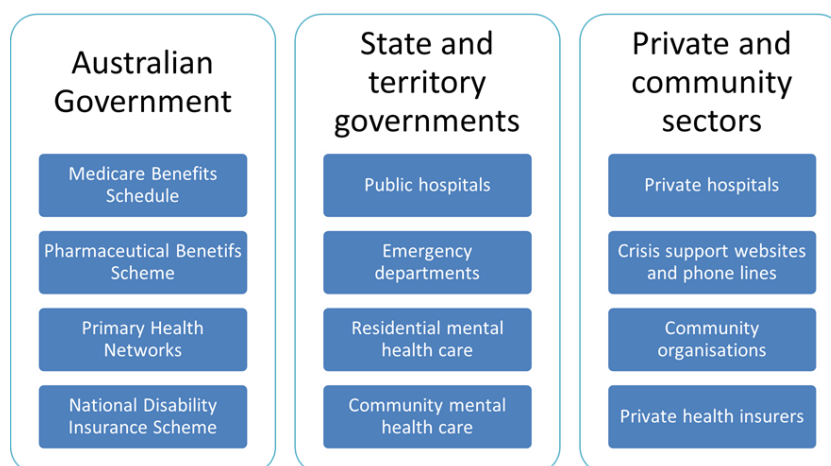 Australian
Government
Medicare Benefits
Schedule
Pharmaceutical Benetifs
Scheme
Primary Health
Networks
National Disability
Insurance Scheme
State and
territory
governments
Public hospitals
Emergency
departments
Residential mental
health care
Community mental
health care
Private and
community
sectors
Private hospitals
Crisis support websites
and phone lines
Community
organisations
Private health insurers